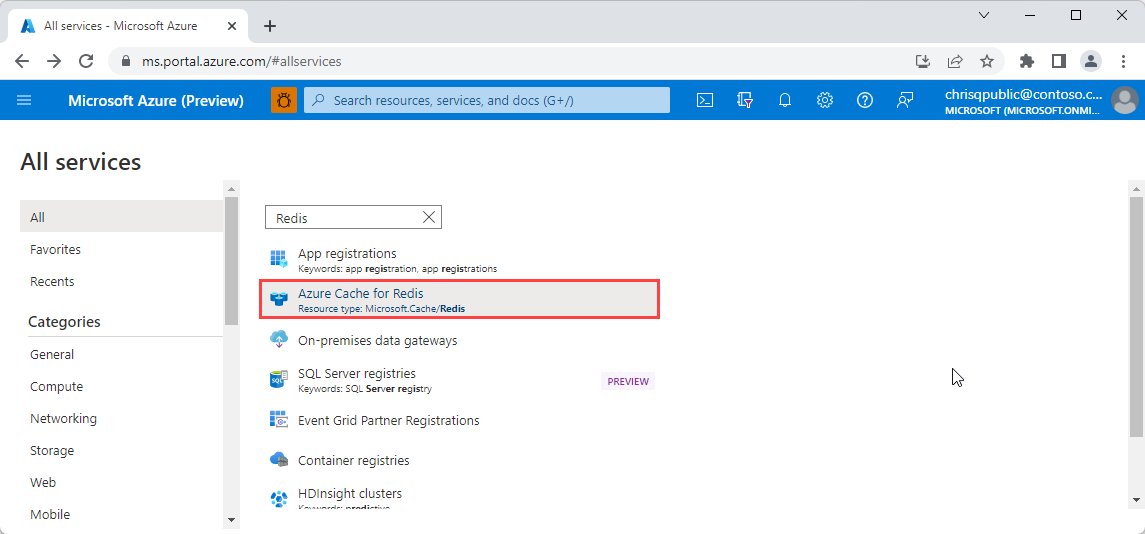 All services - Microsoft Azure
ms.portal.azure.com/#allservices
Microsoft Azure (Preview)
Search resources, services, and docs (G+/)
chrisqpublic@contoso.c...
MICROSOFT (MICROSOFT.ONMI...
All services
All
Favorites
Recents
Categories
General
Compute
Networking
Storage
Web
Mobile
Redis
App registrations
Keywords: app registration, app registrations
Azure Cache for Redis
Resource type: Microsoft.Cache/Redis
On-premises data gateways
SQL Server registries
Keywords: SQL Server registry
PREVIEW
Event Grid Partner Registrations
Container registries
HDInsight clusters
Keywords: predictive